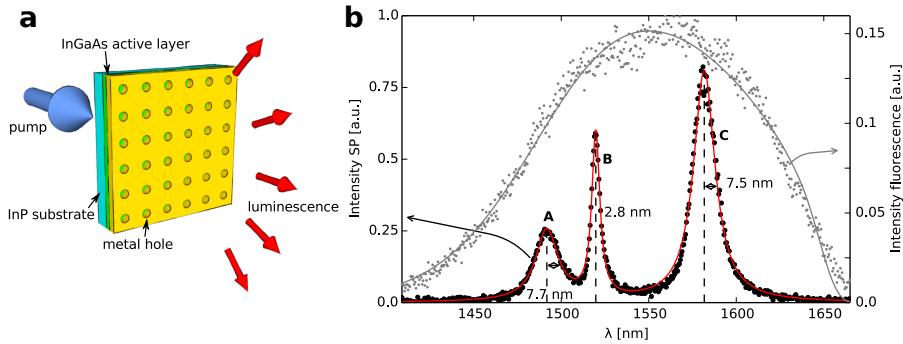 a
InGaAs active layer
pump
InP substrate
metal hole
luminescence
b
1.0
0.75
0.5
0.25
0.0
Intensity SP [a.u.]
A
B
C
7.7 nm
2.8 nm
7.5 nm
1450
1500
1550
1600
1650
λ [nm]
0.15
0.10
0.05
0.0
Intensity fluorescence [a.u.]